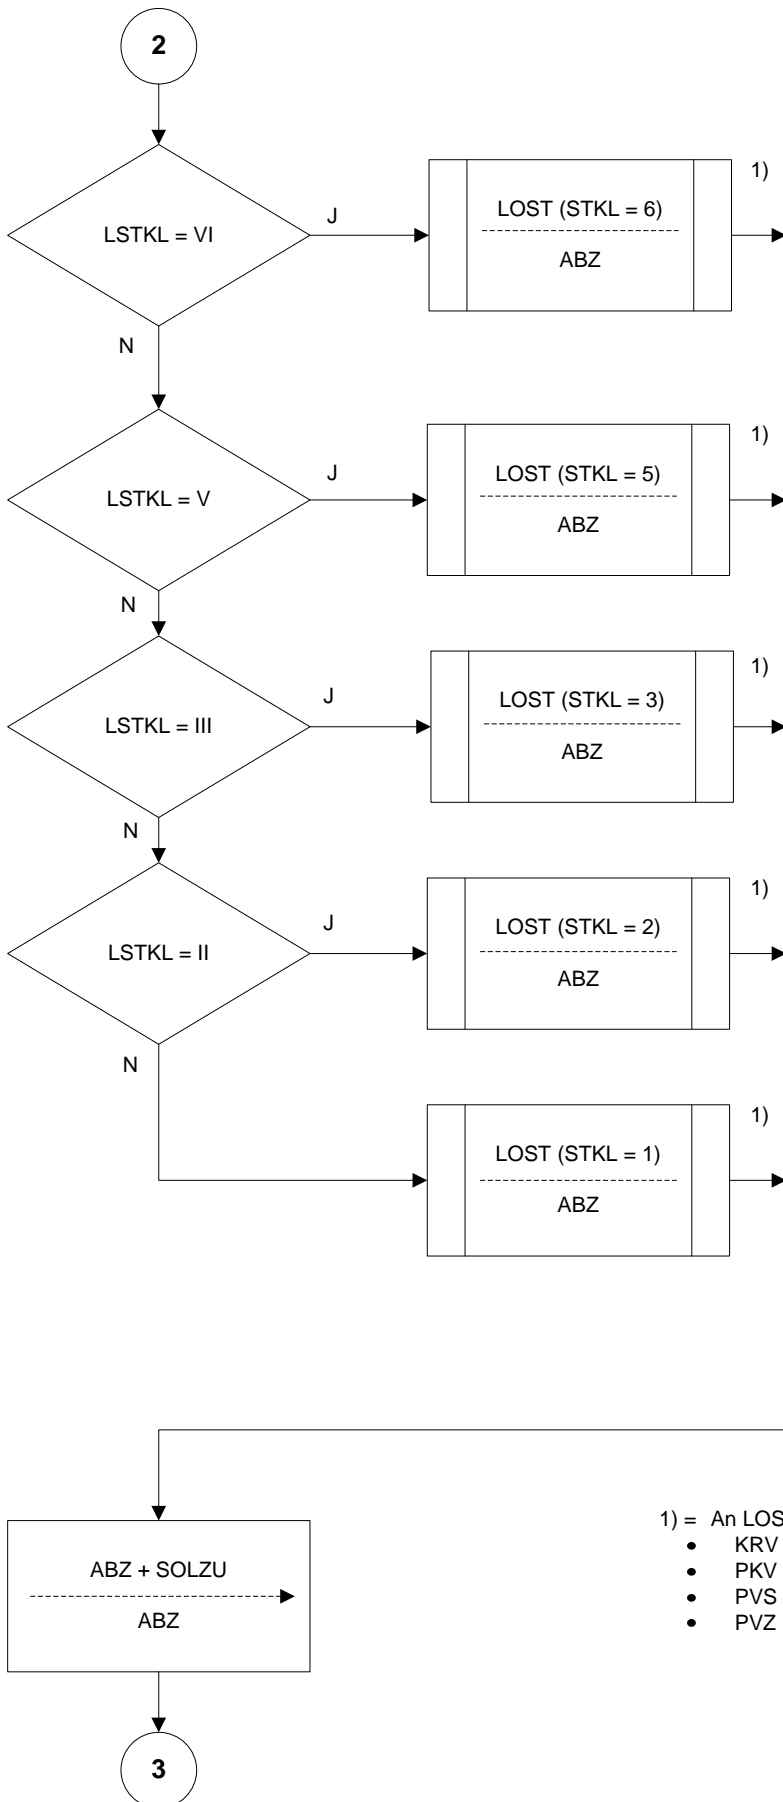 2
LSTKL = VI
J
LOST (STKL = 6)
ABZ
1)
N
LSTKL = V
J
LOST (STKL = 5)
ABZ
1)
N
LSTKL = III
J
LOST (STKL = 3)
ABZ
1)
N
LSTKL = II
J
LOST (STKL = 2)
ABZ
1)
N
LOST (STKL = 1)
ABZ
1)
ABZ + SOLZU
ABZ
1) = An LOS
• KRV
• PKV
• PVS
• PVZ
3